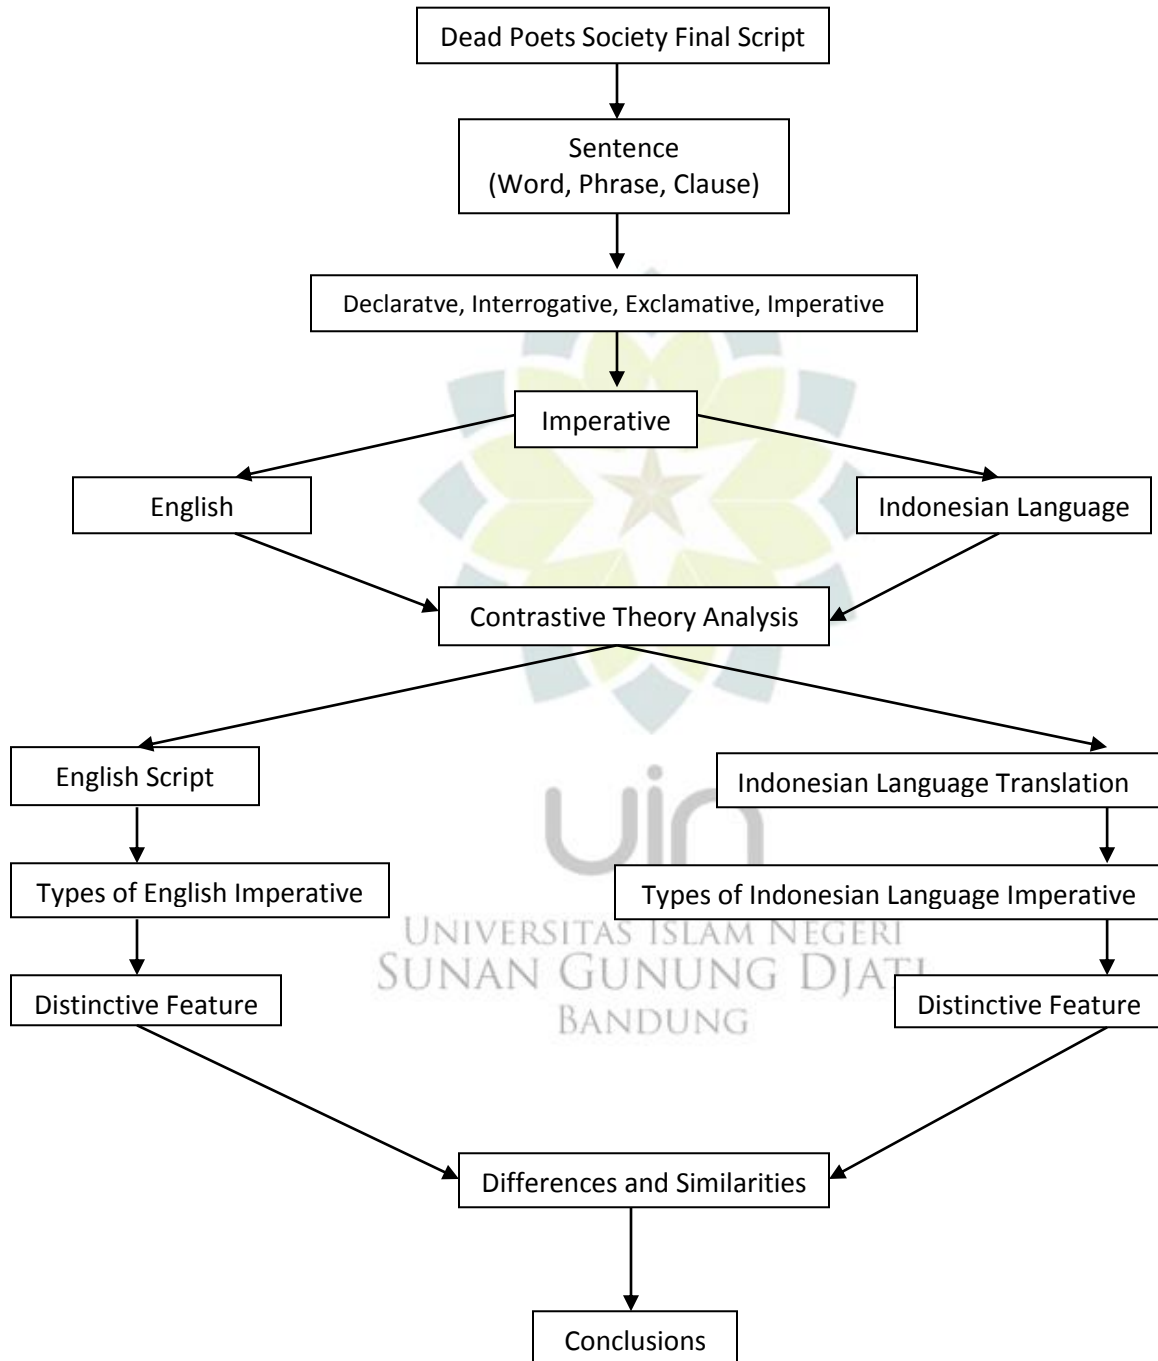 Dead Poets Society Final Script
Sentence
(Word, Phrase, Clause)
Declaratve, Interrogative, Exclamative, Imperative
Imperative
English
Indonesian Language
Contrastive Theory Analysis
English Script
Indonesian Language Translation
uin
Types of English Imperative
Types of Indonesian Language Imperative
UNIVERSITAS ISLAM NEGERI
SUNAN GUNUNG DJATI
BANDUNG
Distinctive Feature
Distinctive Feature
Differences and Similarities
Conclusions